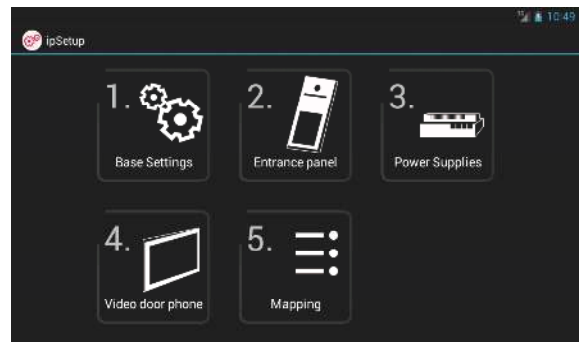 10:49
ipSetup
1.
2.
3.
Base Settings
Entrance panel
Power Supplies
4.
5.
Video door phone
Mapping